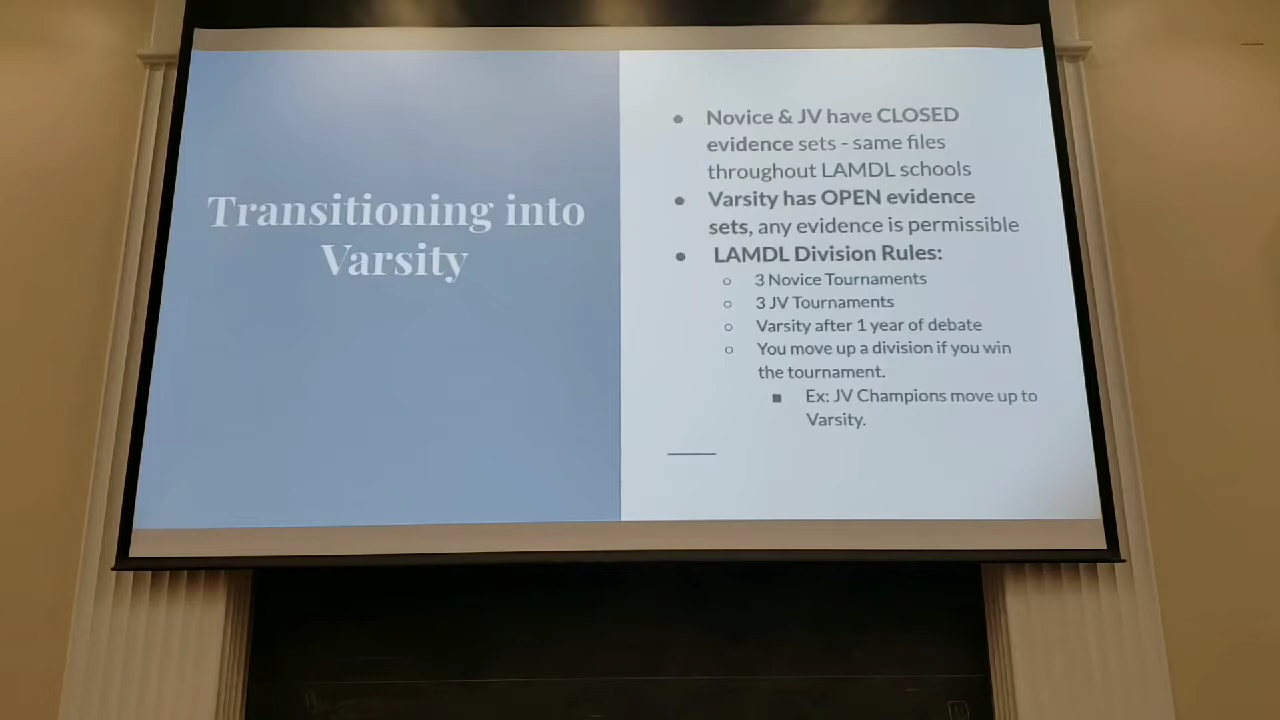 Transitioning into
Varsity
● Novice & JV have CLOSED
evidence sets - same files
throughout LAMDL schools
● Varsity has OPEN evidence
sets, any evidence is permissible
● LAMDL Division Rules:
○ 3 Novice Tournaments
○ 3 JV Tournaments
○ Varsity after 1 year of debate
○ You move up a division if you win
the tournament.
■ Ex: JV Champions move up to
Varsity.